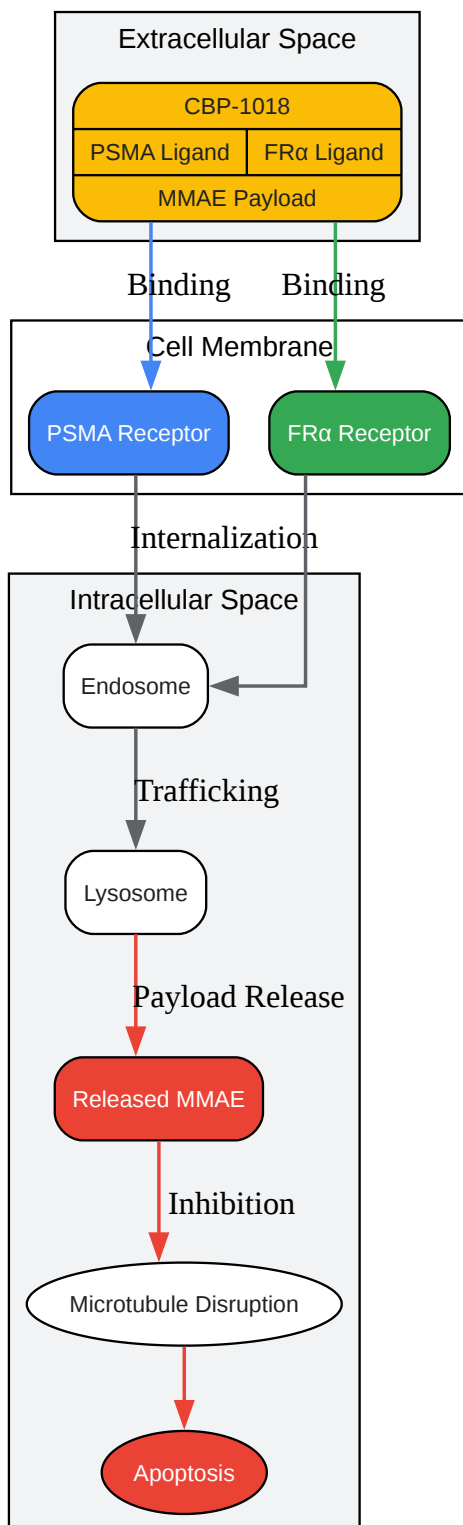 Extracellular Space
CBP-1018
PSMA Ligand
FRα Ligand
MMAE Payload
Binding
Binding
Cell Membrane
PSMA Receptor
FRα Receptor
Internalization
Intracellular Space
Endosome
Trafficking
Lysosome
Payload Release
Released MMAE
Inhibition
Microtubule Disruption
Apoptosis